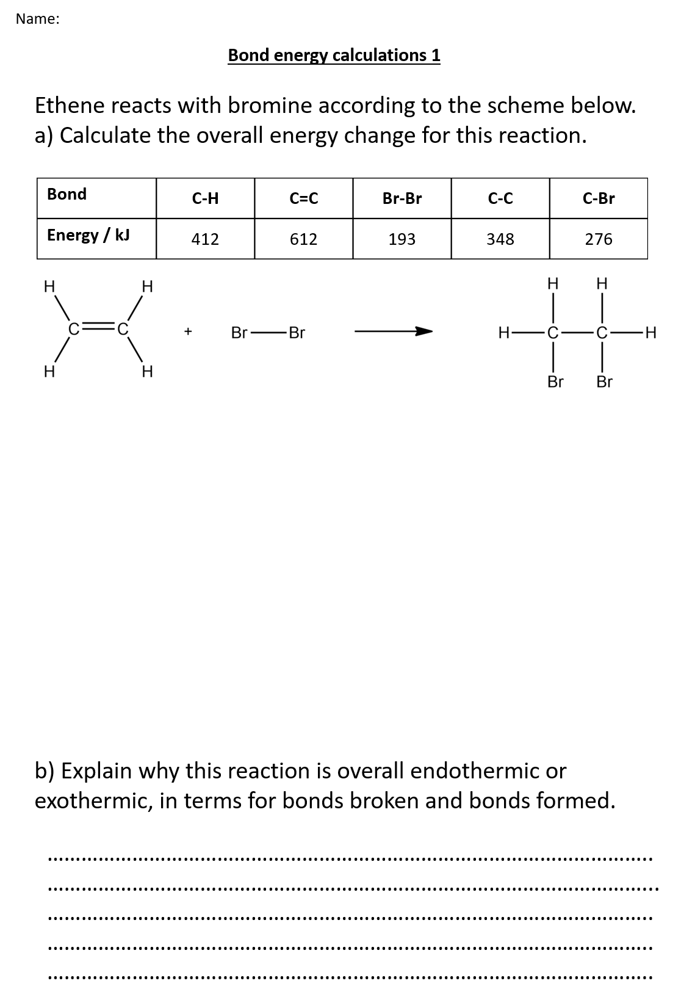 Name:
Bond energy calculations 1
Ethene reacts with bromine according to the scheme below.
a) Calculate the overall energy change for this reaction.
Bond C-H C=C Br-Br C-C C-Br
Energy / kJ 412 612 193 348 276
H H H H
C C + Br Br H C C H
H H Br Br
b) Explain why this reaction is overall endothermic or
exothermic, in terms for bonds broken and bonds formed.